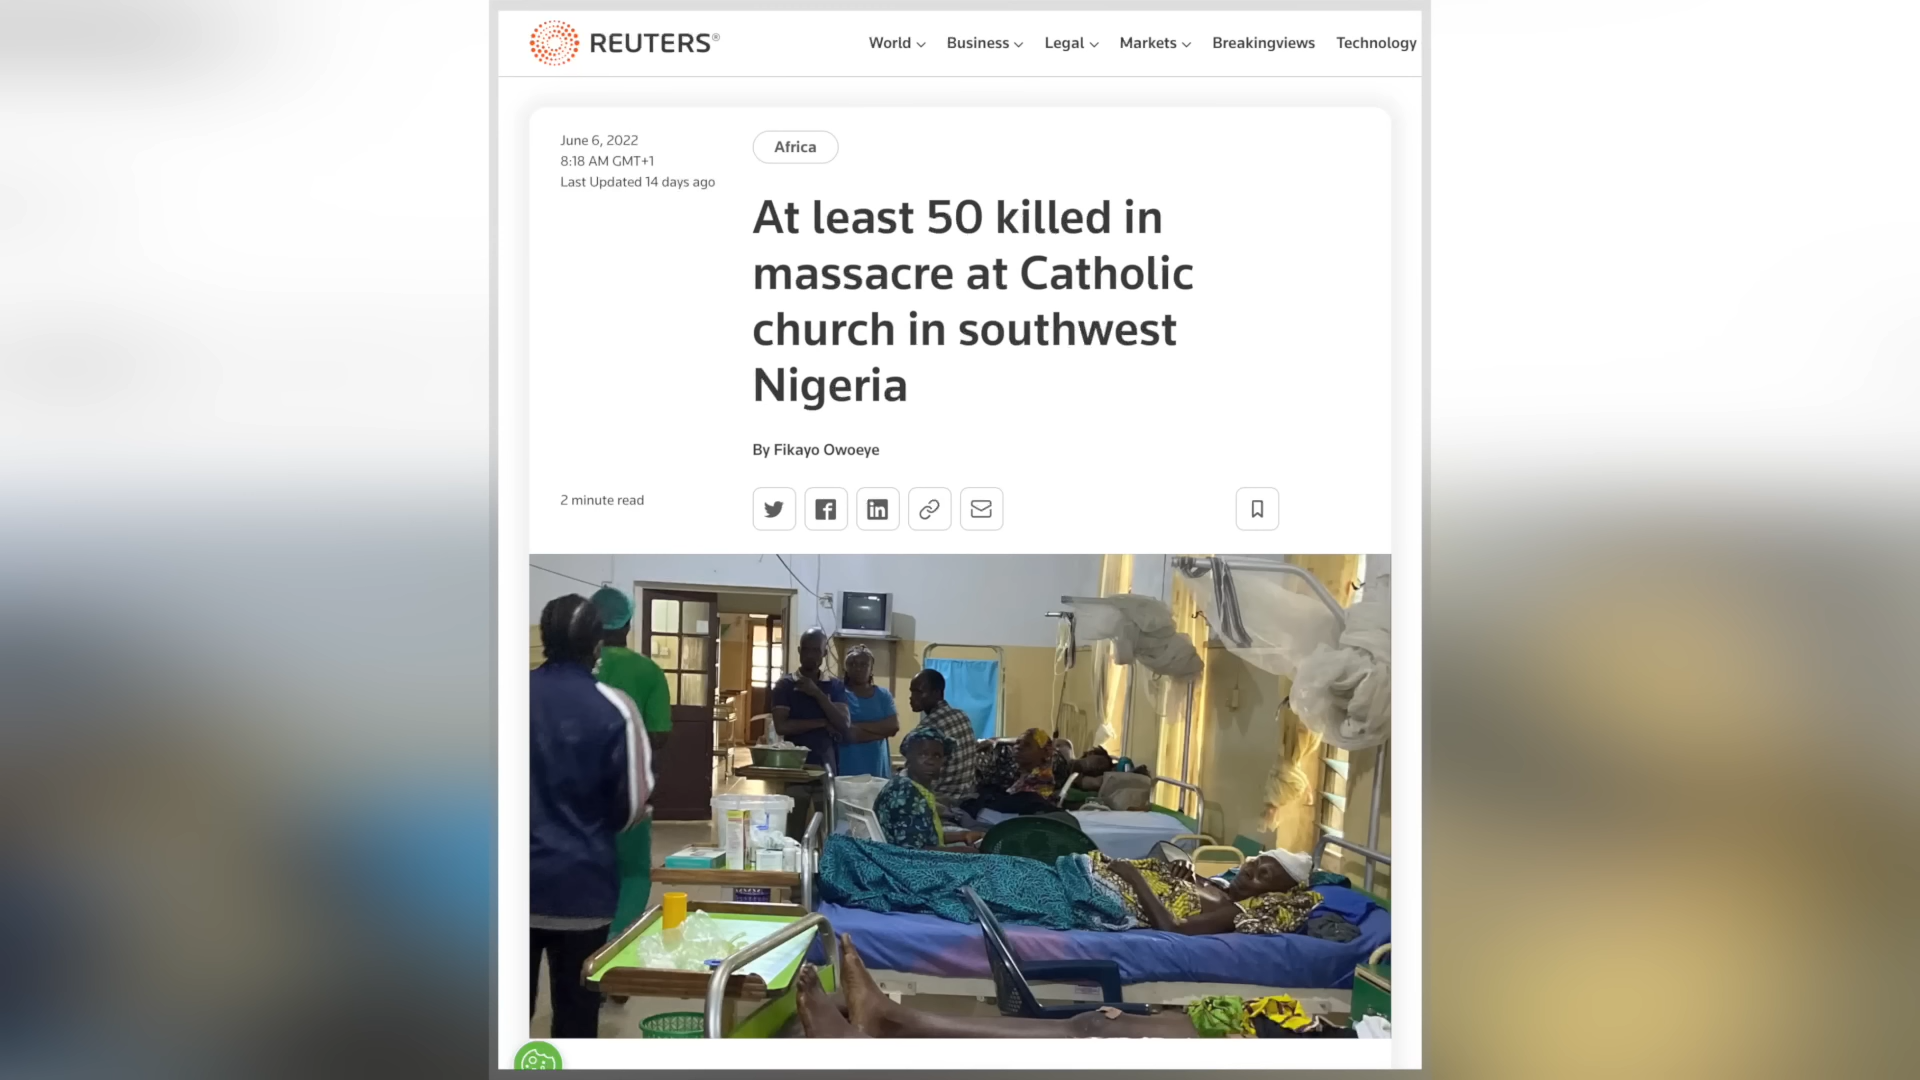 REUTERS®
World Business Legal Markets Breakingviews Technology
June 6, 2022
8:18 AM GMT+1
Last Updated 14 days ago
Africa
At least 50 killed in
massacre at Catholic
church in southwest
Nigeria
By Fikayo Owoeye
2 minute read